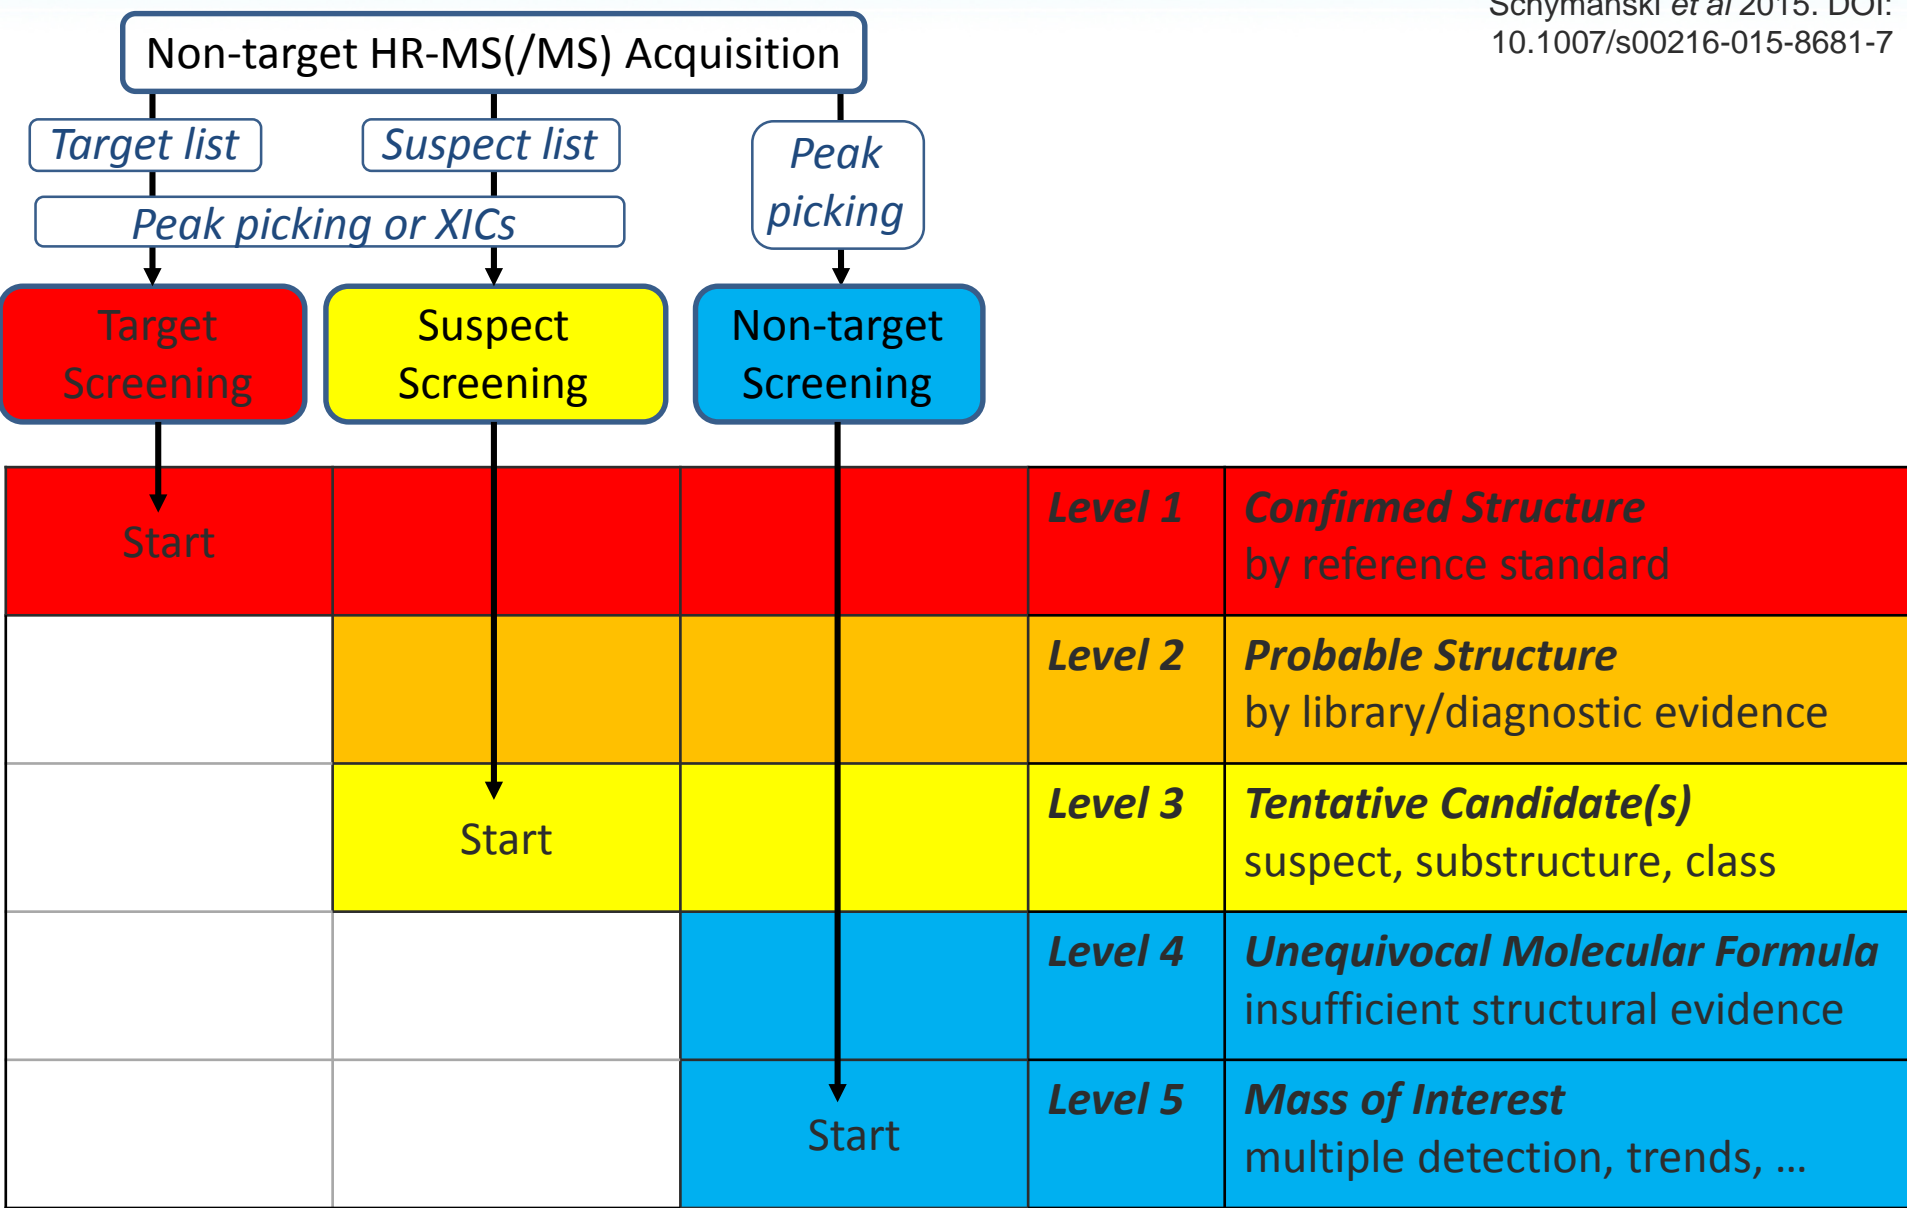 Schymanski et al 2015. DOI:
10.1007/s00216-015-8681-7
Non-target HR-MS(/MS) Acquisition
Target list
Suspect list
Peak
picking
Peak picking or XICs
Target
Screening
Suspect
Screening
Non-target
Screening
Start
Level 1
Confirmed Structure
by reference standard
Level 2
Probable Structure
by library/diagnostic evidence
Start
Level 3
Tentative Candidate(s)
suspect, substructure, class
Level 4
Unequivocal Molecular Formula
insufficient structural evidence
Start
Level 5
Mass of Interest
multiple detection, trends, …